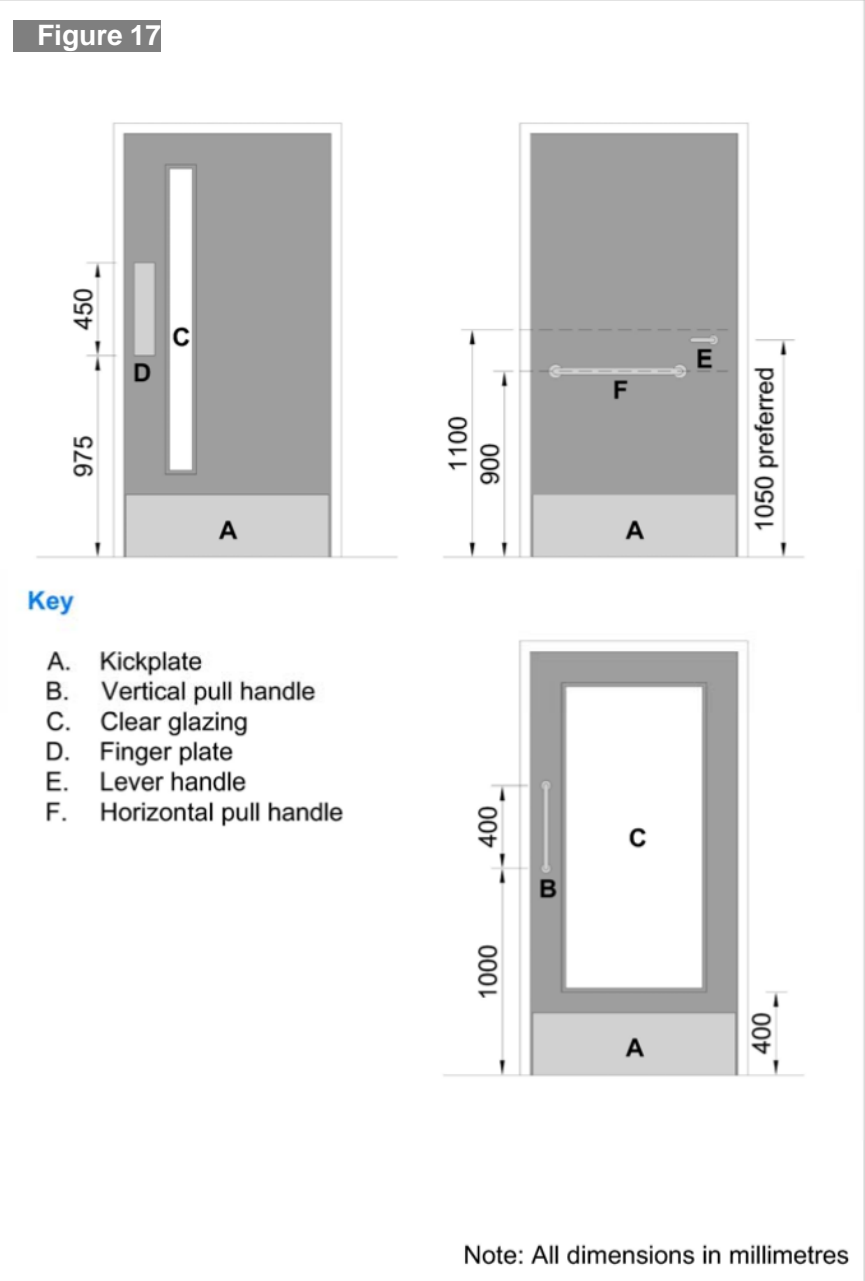 Figure 17
450
975
D
C
A
1100
900
F
E
1050 preferred
A
Key
A. Kickplate
B. Vertical pull handle
C. Clear glazing
D. Finger plate
E. Lever handle
F. Horizontal pull handle
400
1000
B
C
A
400
Note: All dimensions in millimetres